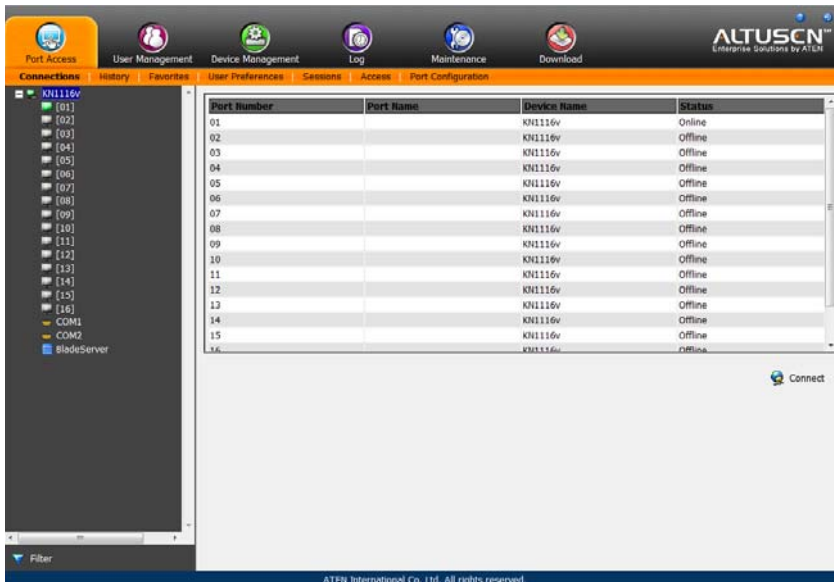 Port Access
User Management
Device Management
Log
Maintenance
Download
ALTUSEN™
Enterprise Solutions by ATEN
Connections | History | Favorites | User Preferences | Sessions | Access | Port Configuration
KN1116v
[01]
[02]
[03]
[04]
[05]
[06]
[07]
[08]
[09]
[10]
[11]
[12]
[13]
[14]
[15]
[16]
COM1
COM2
BladeServer
Filter
Port Number Port Name Device Name Status
01 KN1116v Online
02 KN1116v Offline
03 KN1116v Offline
04 KN1116v Offline
05 KN1116v Offline
06 KN1116v Offline
07 KN1116v Offline
08 KN1116v Offline
09 KN1116v Offline
10 KN1116v Offline
11 KN1116v Offline
12 KN1116v Offline
13 KN1116v Offline
14 KN1116v Offline
15 KN1116v Offline
16 KN1116v Offline
Connect
ATEN International Co. Ltd. All rights reserved.